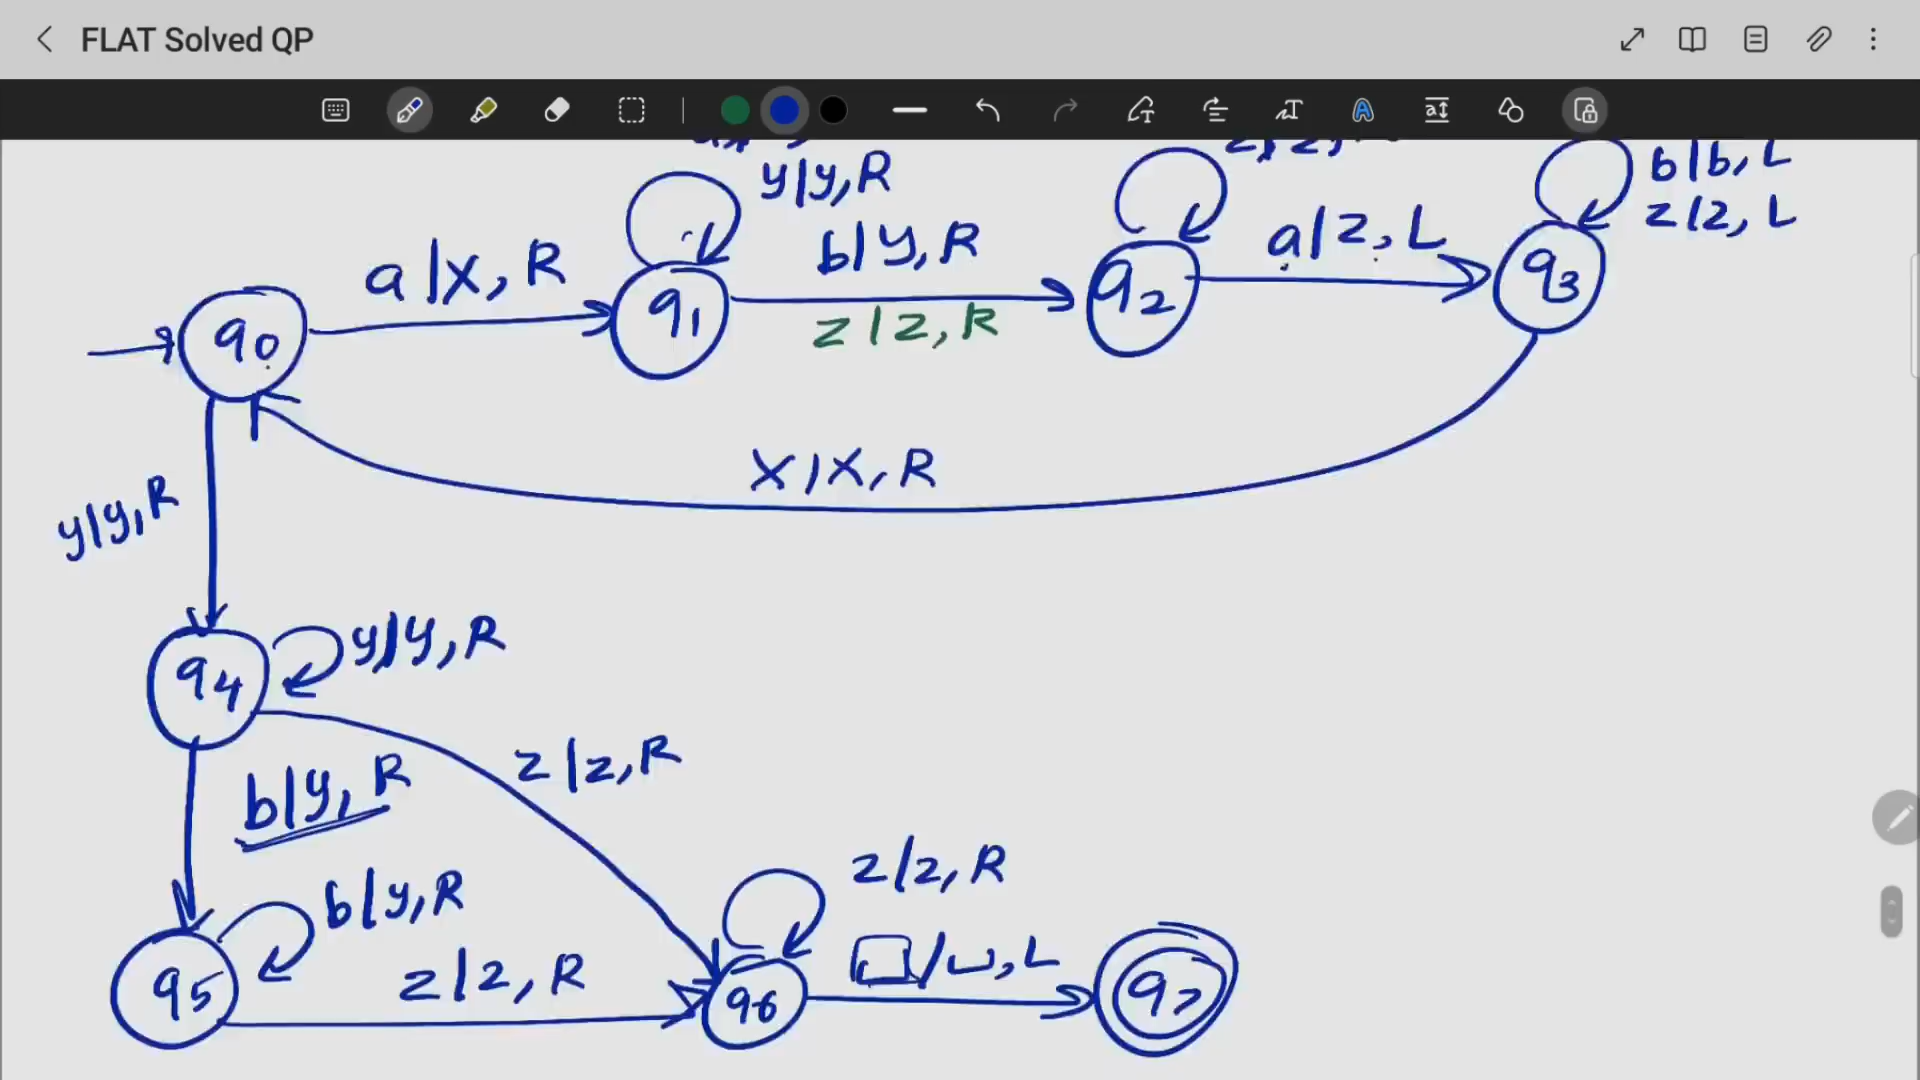 FLAT Solved QP
b|b, L
y|y, R
z|z, L
a|X, R
b|y, R
a|z, L
q0
q1
z|z, R
q2
q3
X|X, R
y|y, R
q4
y|y, R
b|y, R
z|z, R
b|y, R
z|z, R
q5
z|z, R
q6
□/⊔, L
q7